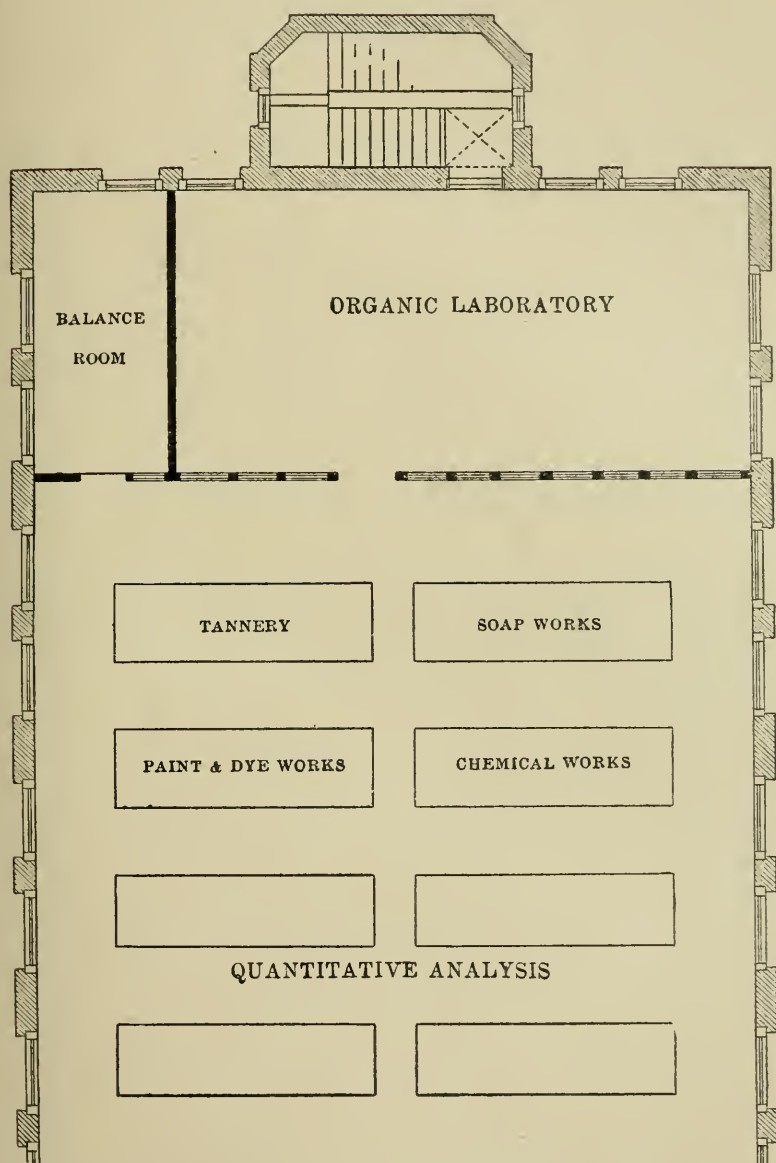 ORGANIC LABORATORY
BALANCE
ROOM
TANNERY
SOAP WORKS
PAINT & DYE WORKS
CHEMICAL WORKS
QUANTITATIVE ANALYSIS